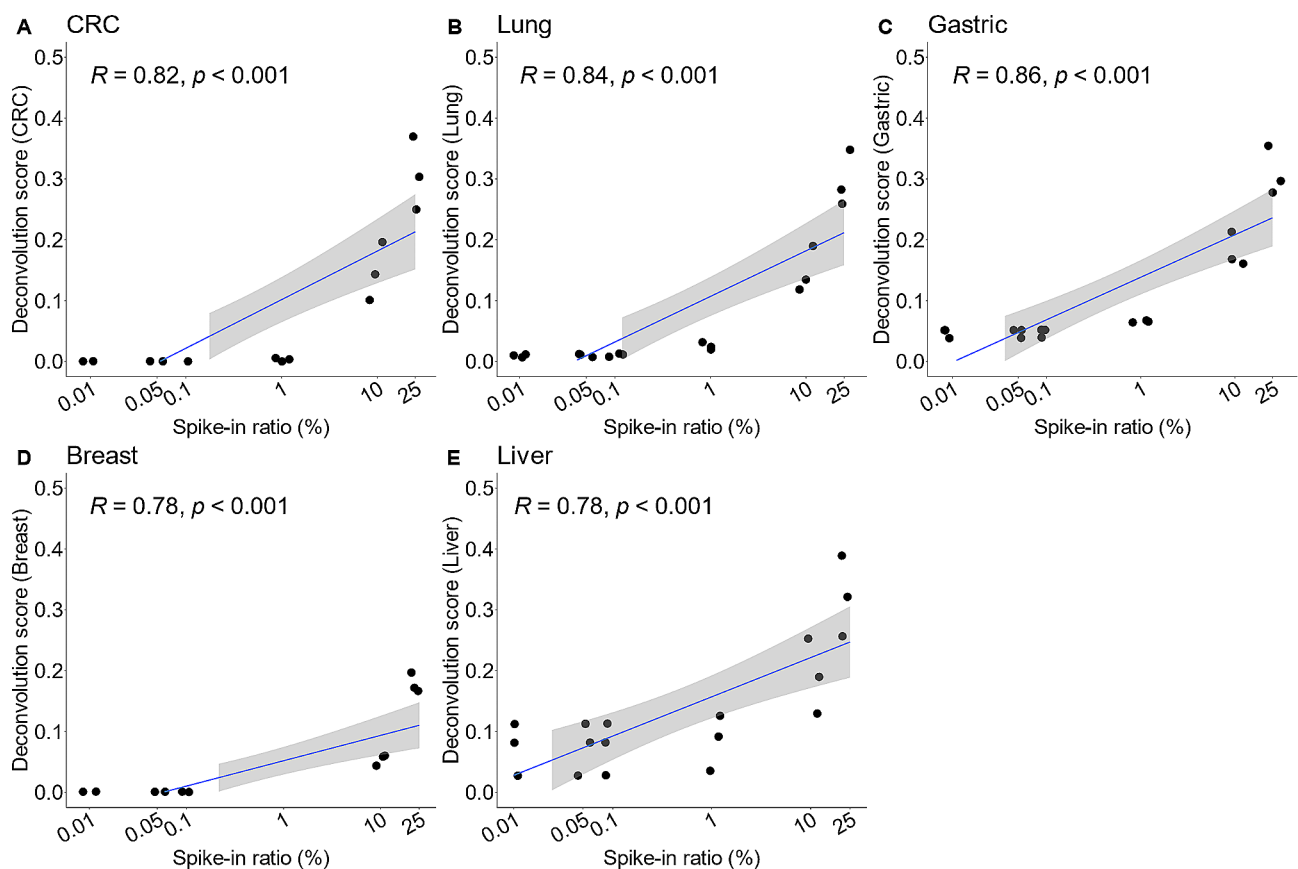 A CRC
R = 0.82, p < 0.001
Deconvolution score (CRC)
0.5
0.4
0.3
0.2
0.1
0.0
0.01 0.05 0.1 1 10 25
Spike-in ratio (%)
B Lung
R = 0.84, p < 0.001
Deconvolution score (Lung)
0.5
0.4
0.3
0.2
0.1
0.0
0.01 0.05 0.1 1 10 25
Spike-in ratio (%)
C Gastric
R = 0.86, p < 0.001
Deconvolution score (Gastric)
0.5
0.4
0.3
0.2
0.1
0.0
0.01 0.05 0.1 1 10 25
Spike-in ratio (%)
D Breast
R = 0.78, p < 0.001
Deconvolution score (Breast)
0.5
0.4
0.3
0.2
0.1
0.0
0.01 0.05 0.1 1 10 25
Spike-in ratio (%)
E Liver
R = 0.78, p < 0.001
Deconvolution score (Liver)
0.5
0.4
0.3
0.2
0.1
0.0
0.01 0.05 0.1 1 10 25
Spike-in ratio (%)